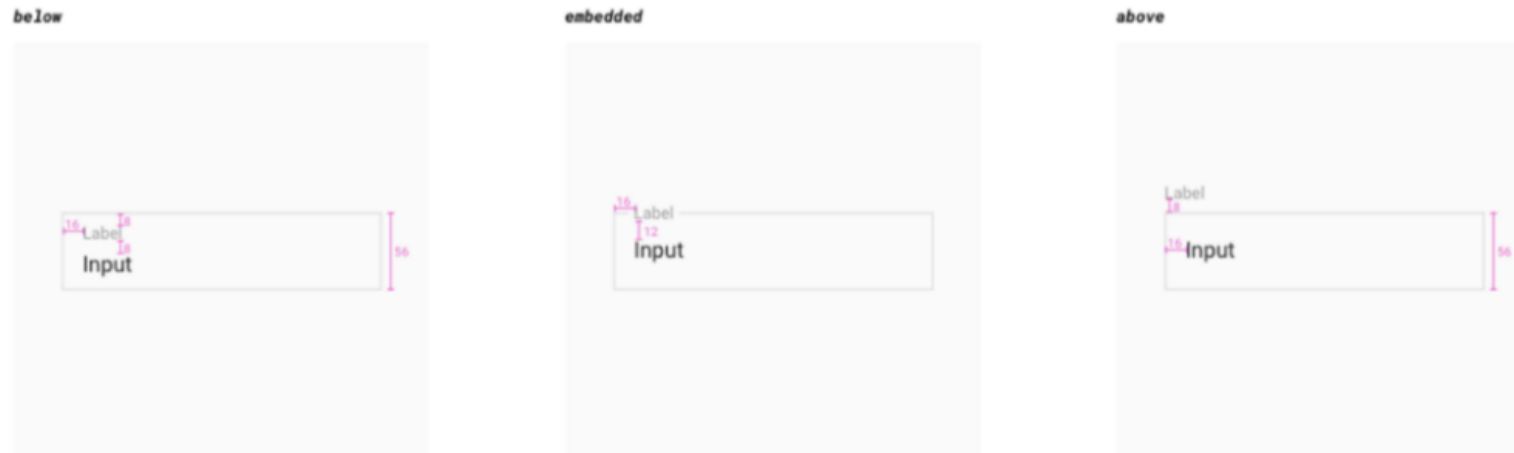 below
embedded
above
16
8
Label
8
Input
56
16
Label
12
Input
Label
8
16
Input
56